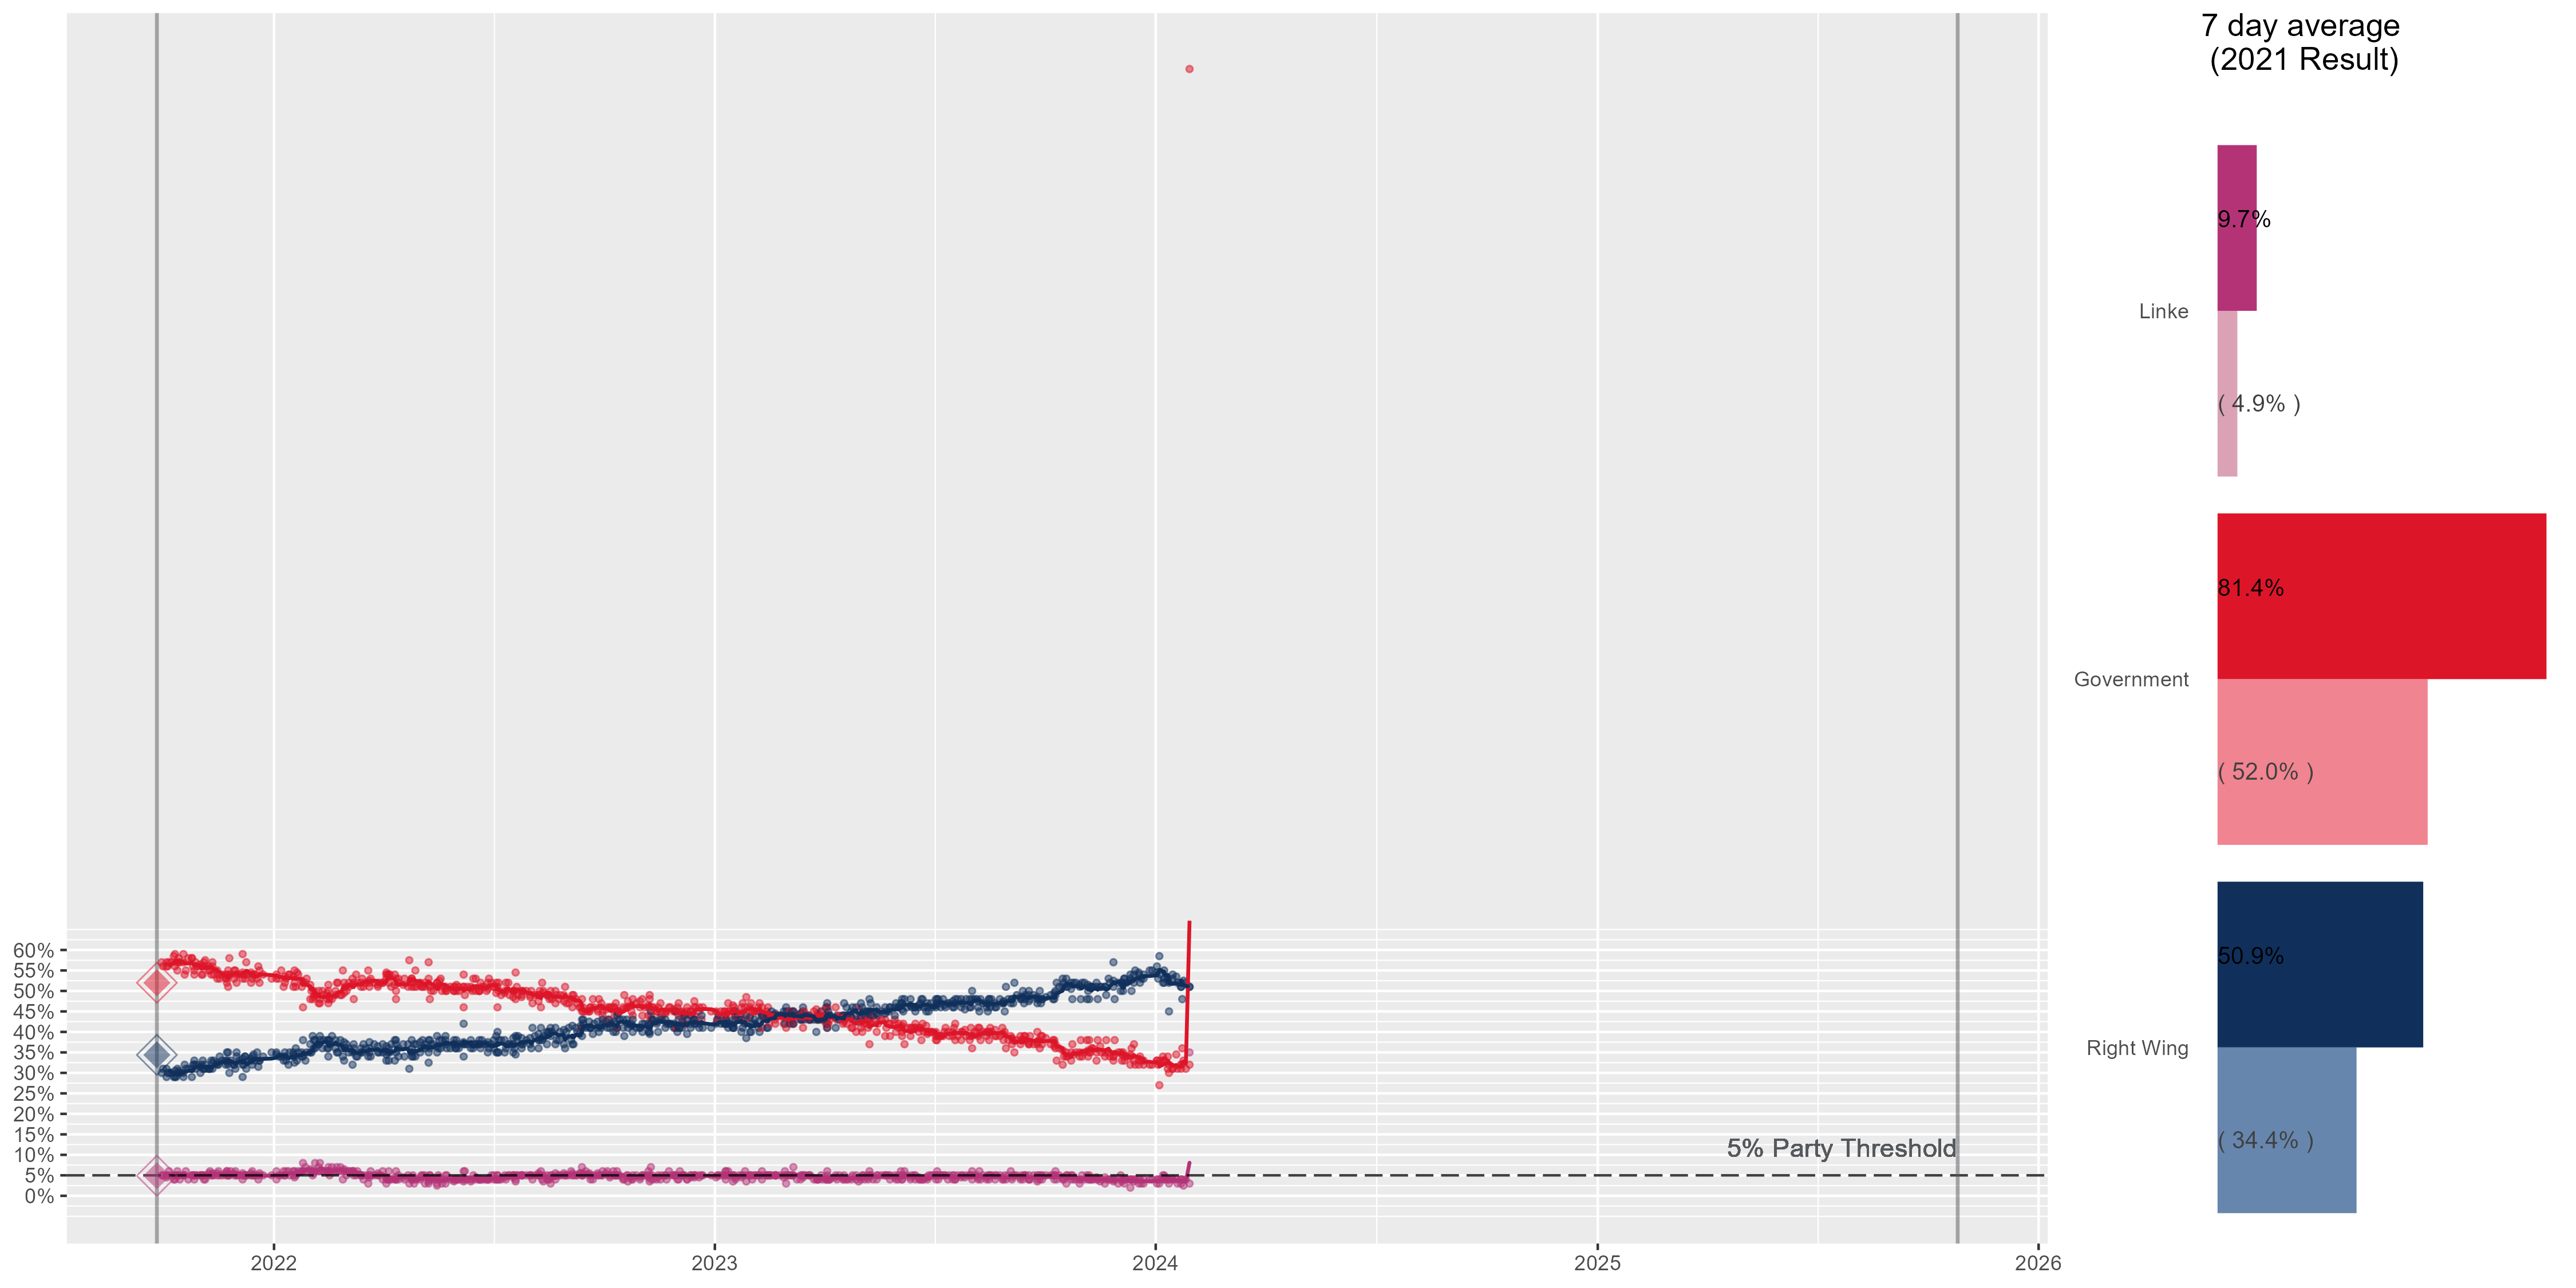 7 day average
(2021 Result)
9.7%
Linke
( 4.9% )
81.4%
Government
( 52.0% )
50.9%
Right Wing
( 34.4% )
60%
55%
50%
45%
40%
35%
30%
25%
20%
15%
10%
5%
0%
5% Party Threshold
2022
2023
2024
2025
2026